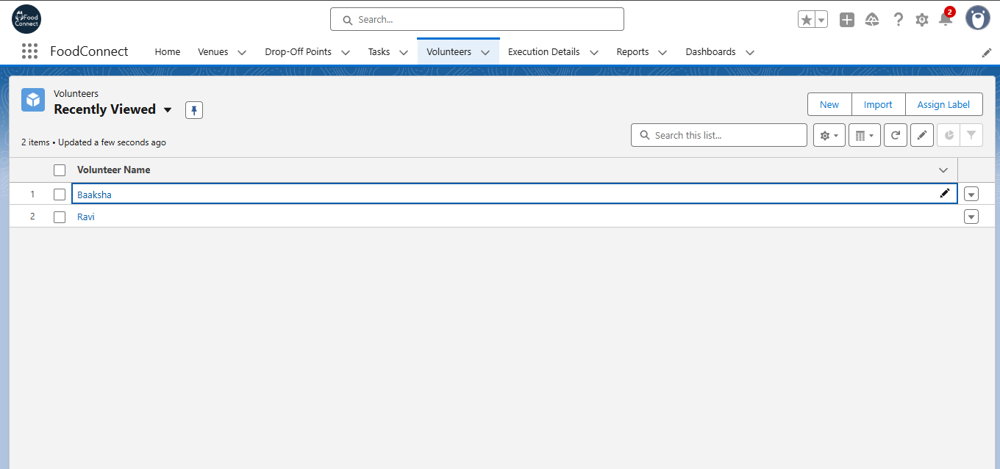 Food
Connect
Search...
2
FoodConnect
Home
Venues
Drop-Off Points
Tasks
Volunteers
Execution Details
Reports
Dashboards
Volunteers
Recently Viewed
New
Import
Assign Label
2 items • Updated a few seconds ago
Search this list...
Volunteer Name
1
Baaksha
2
Ravi